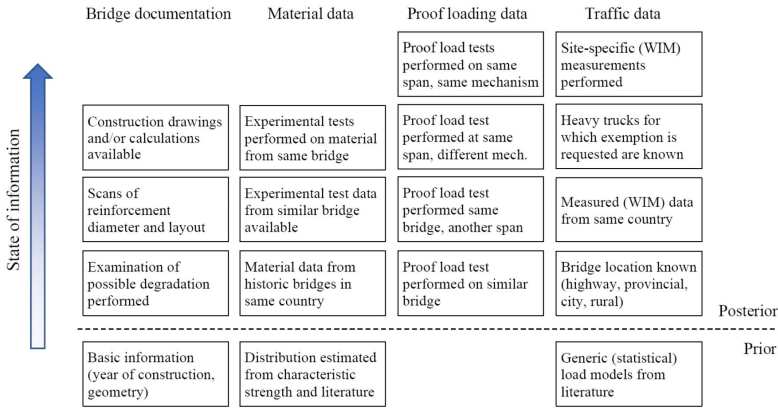 Bridge documentation
Material data
Proof loading data
Traffic data
State of information
Proof load tests
performed on same
span, same mechanism
Site-specific (WIM)
measurements
performed
Construction drawings
and/or calculations
available
Experimental tests
performed on material
from same bridge
Proof load test
performed at same
span, different mech.
Heavy trucks for
which exemption is
requested are known
Scans of
reinforcement
diameter and layout
Experimental test data
from similar bridge
available
Proof load test
performed same
bridge, another span
Measured (WIM) data
from same country
Examination of
possible degradation
performed
Material data from
historic bridges in
same country
Proof load test
performed on similar
bridge
Bridge location known
(highway, provincial,
city, rural)
Posterior
Prior
Basic information
(year of construction,
geometry)
Distribution estimated
from characteristic
strength and literature
Generic (statistical)
load models from
literature